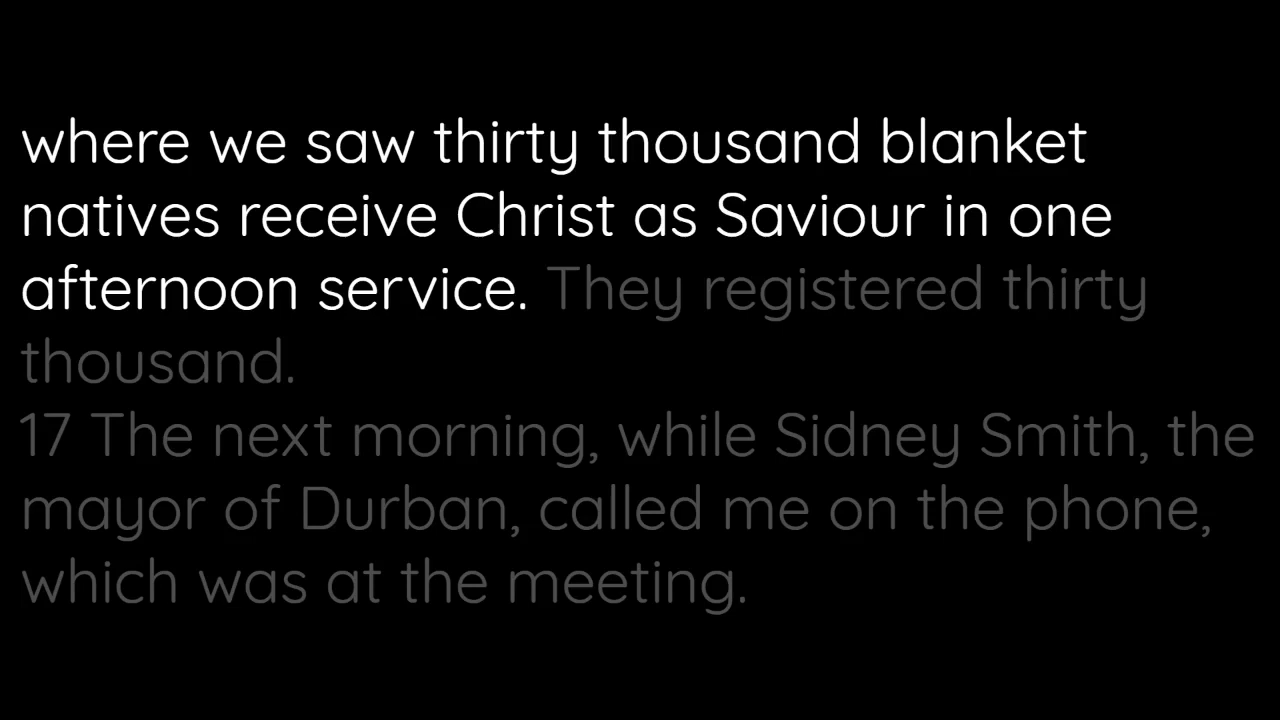 where we saw thirty thousand blanket
natives receive Christ as Saviour in one
afternoon service. They registered thirty
thousand.
17 The next morning, while Sidney Smith, the
mayor of Durban, called me on the phone,
which was at the meeting.